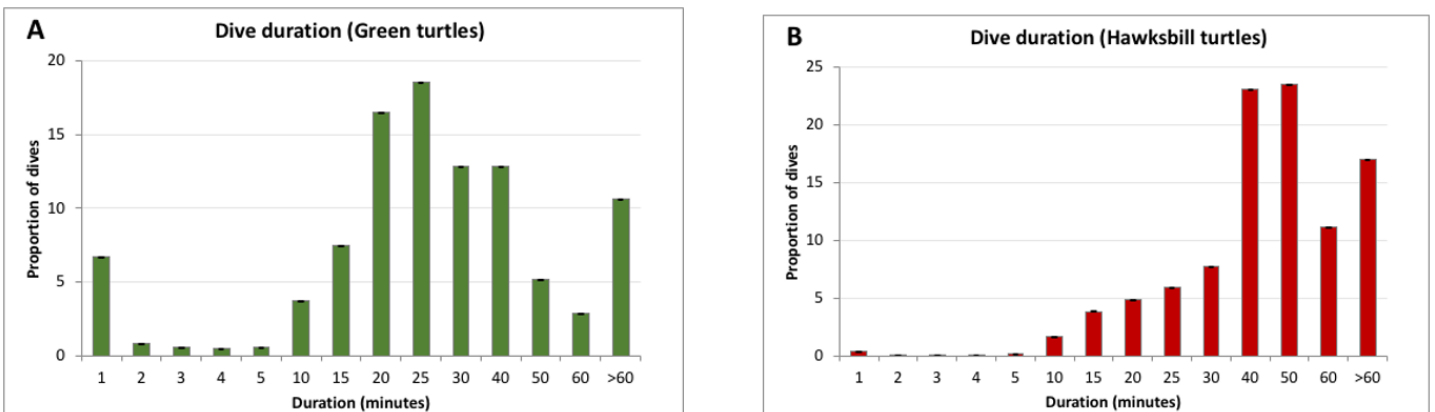 A
Dive duration (Green turtles)
20
15
10
5
0
Proportion of dives
1 2 3 4 5 10 15 20 25 30 40 50 60 >60
Duration (minutes)
B
Dive duration (Hawksbill turtles)
25
20
15
10
5
0
Proportion of dives
1 2 3 4 5 10 15 20 25 30 40 50 60 >60
Duration (minutes)